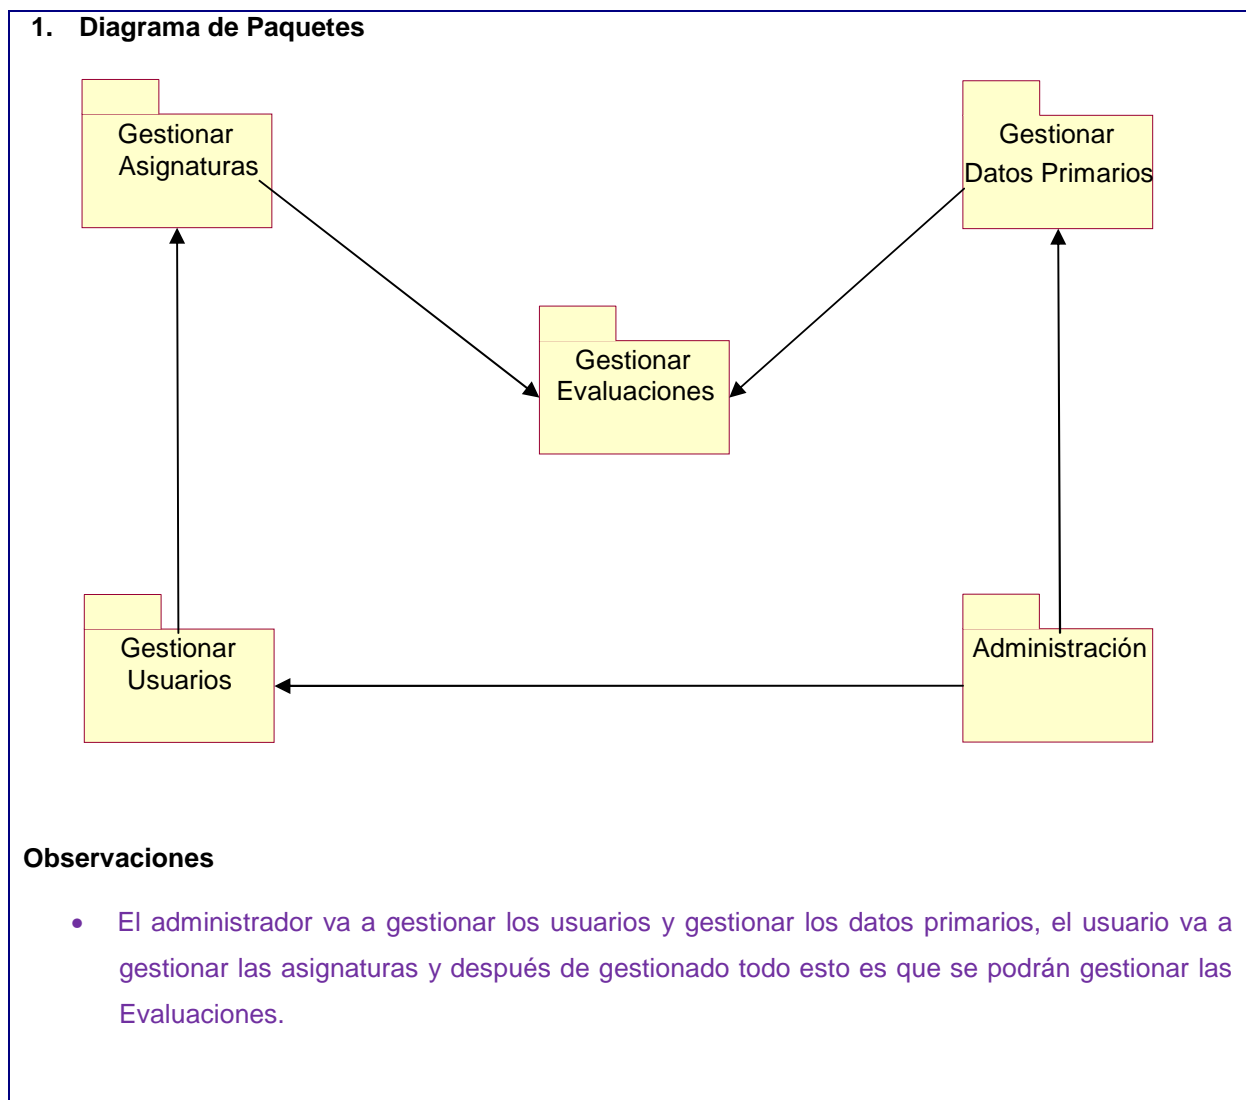 1. Diagrama de Paquetes
Gestionar
Asignaturas
Gestionar
Datos Primarios
Gestionar
Evaluaciones
Gestionar
Usuarios
Administración
Observaciones
• El administrador va a gestionar los usuarios y gestionar los datos primarios, el usuario va a
gestionar las asignaturas y después de gestionado todo esto es que se podrán gestionar las
Evaluaciones.